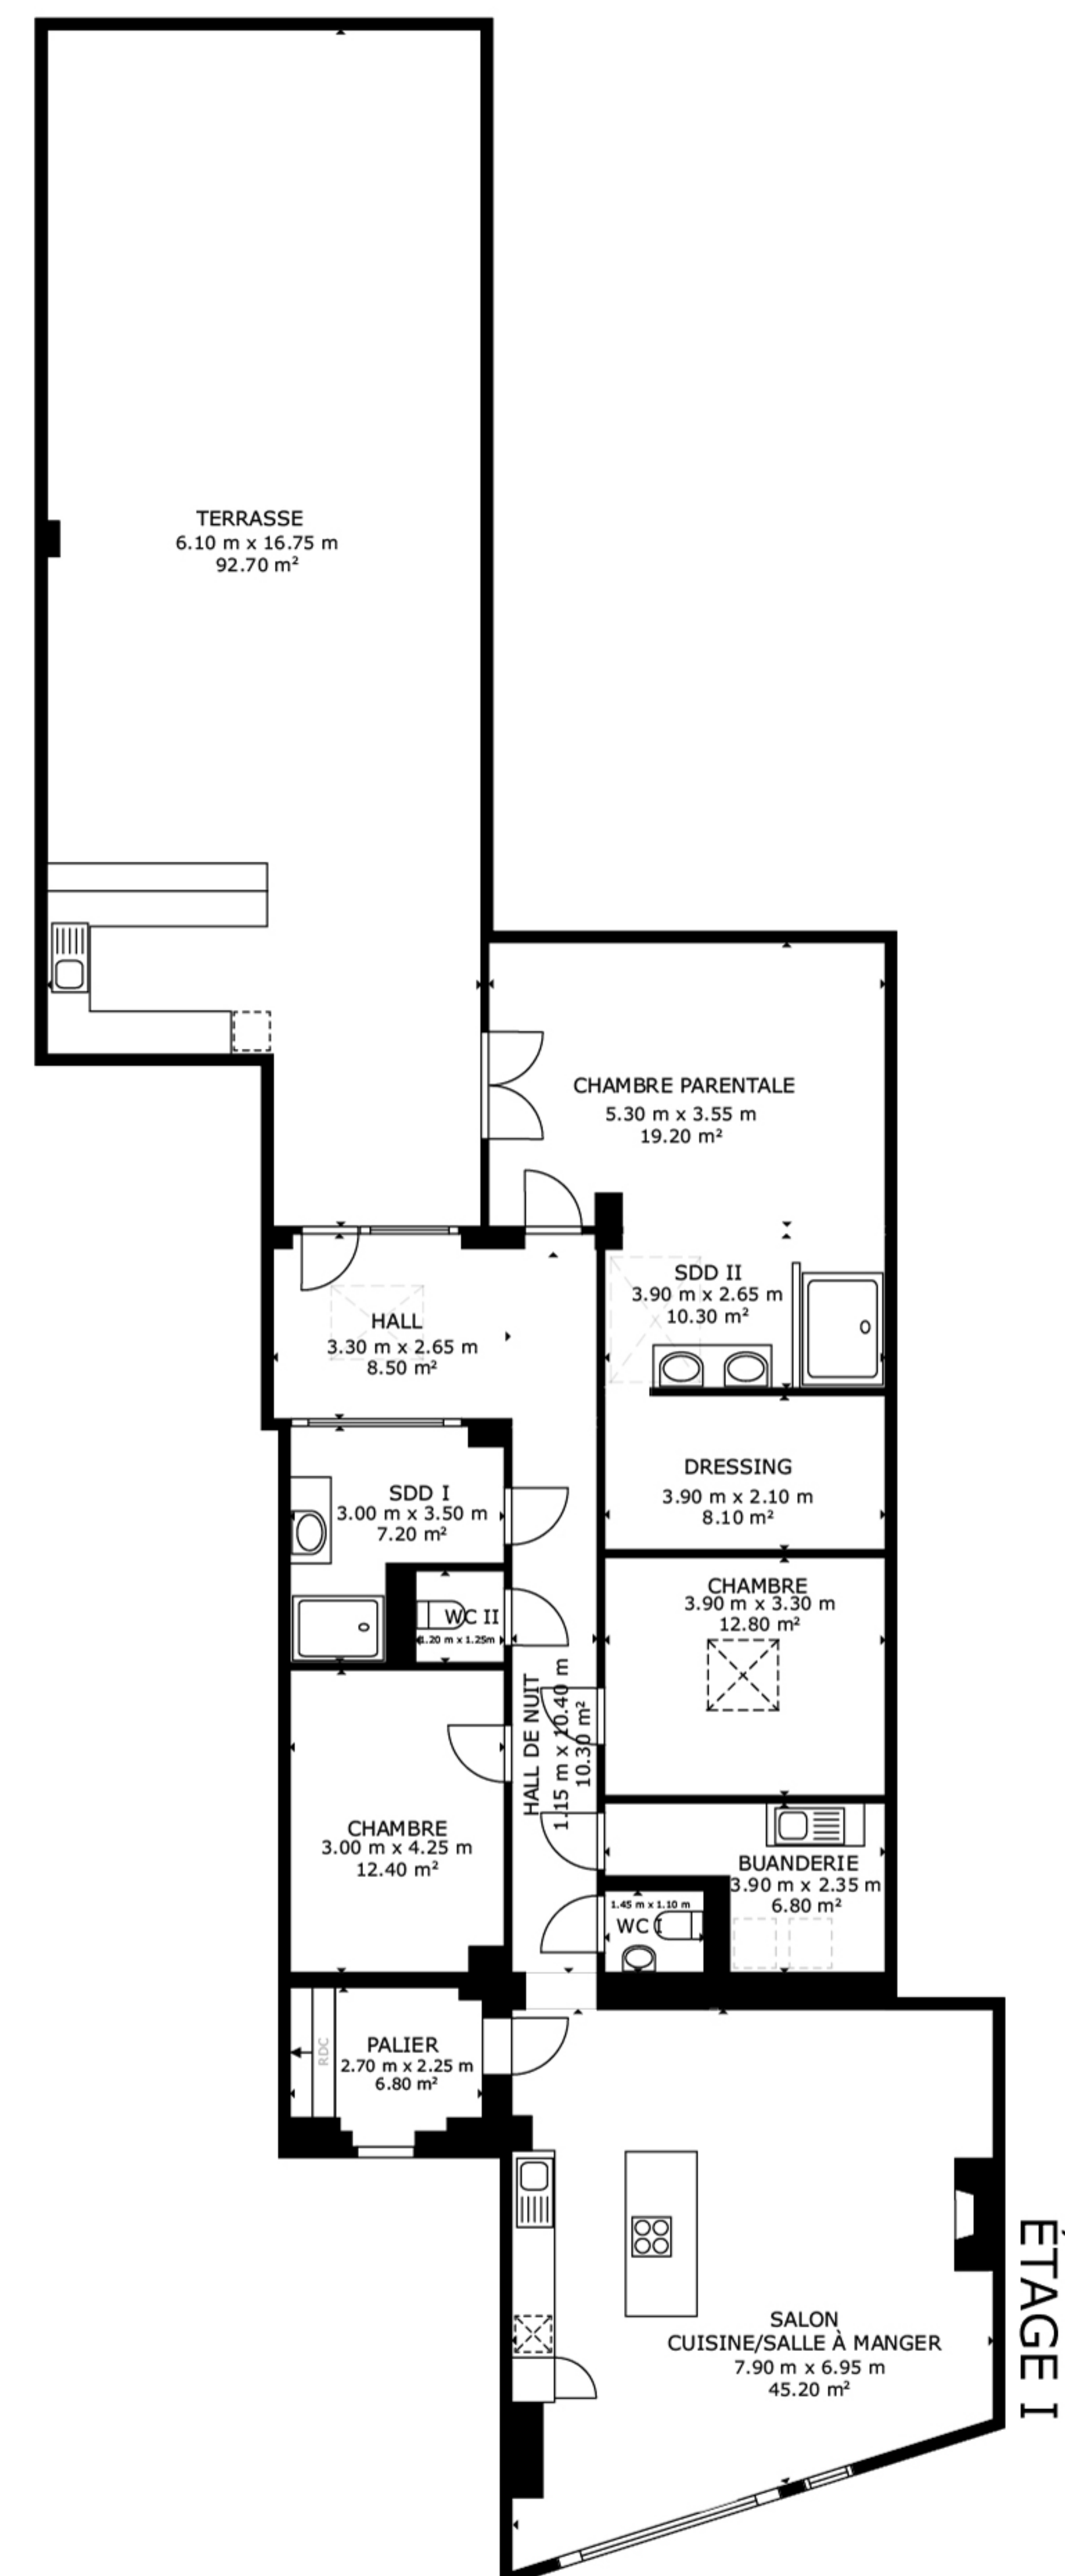 TERRASSE
6.10 m x 16.75 m
92.70 m²
CHAMBRE PARENTALE
5.30 m x 3.55 m
19.20 m²
SDD II
3.90 m x 2.65 m
10.30 m²
HALL
3.30 m x 2.65 m
8.50 m²
DRESSING
3.90 m x 2.10 m
8.10 m²
SDD I
3.00 m x 3.50 m
7.20 m²
CHAMBRE
3.90 m x 3.30 m
12.80 m²
WC II
1.20 m x 1.25m
HALL DE NUIT
1.15 m x 10.40 m
10.30 m²
CHAMBRE
3.00 m x 4.25 m
12.40 m²
BUANDERIE
3.90 m x 2.35 m
6.80 m²
1.45 m x 1.10 m
WC I
PALIER
2.70 m x 2.25 m
6.80 m²
RDC
SALON
CUISINE/SALLE À MANGER
7.90 m x 6.95 m
45.20 m²
ÉTAGE I